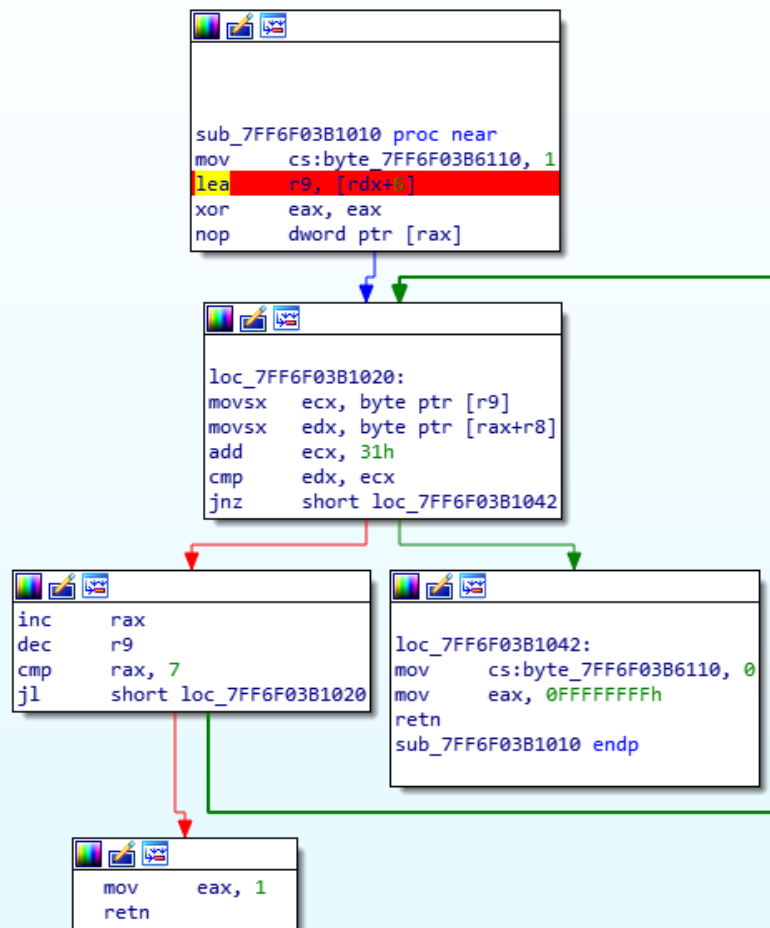 sub_7FF6F03B1010 proc near
mov cs:byte_7FF6F03B6110, 1
lea r9, [rdx+6]
xor eax, eax
nop dword ptr [rax]
loc_7FF6F03B1020:
movsx ecx, byte ptr [r9]
movsx edx, byte ptr [rax+r8]
add ecx, 31h
cmp edx, ecx
jnz short loc_7FF6F03B1042
inc rax
dec r9
cmp rax, 7
jl short loc_7FF6F03B1020
loc_7FF6F03B1042:
mov cs:byte_7FF6F03B6110, 0
mov eax, 0FFFFFFFFh
retn
sub_7FF6F03B1010 endp
mov eax, 1
retn